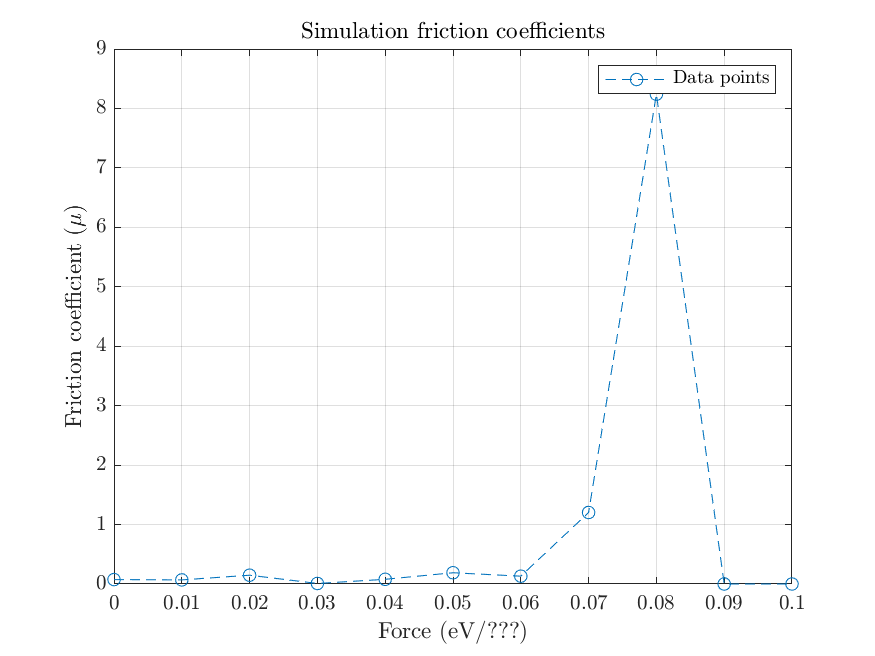 Simulation friction coefficients
Data points
Friction coefficient (μ)
9
8
7
6
5
4
3
2
1
0
0 0.01 0.02 0.03 0.04 0.05 0.06 0.07 0.08 0.09 0.1
Force (eV/???)